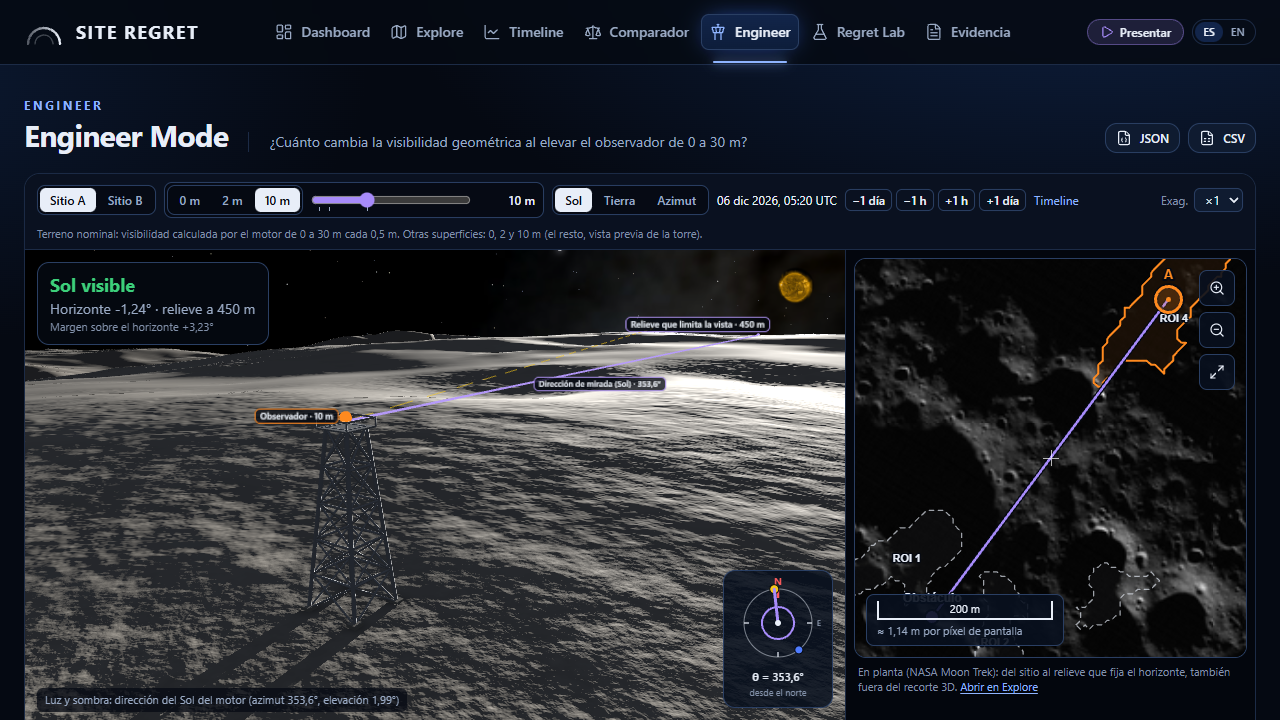 SITE REGRET
Dashboard
Explore
Timeline
Comparador
Engineer
Regret Lab
Evidencia
Presentar
ES
EN
ENGINEER
Engineer Mode
¿Cuánto cambia la visibilidad geométrica al elevar el observador de 0 a 30 m?
JSON
CSV
Sitio A
Sitio B
0 m
2 m
10 m
10 m
Sol
Tierra
Azimut
06 dic 2026, 05:20 UTC
−1 día
−1 h
+1 h
+1 día
Timeline
Exag.
×1
Terreno nominal: visibilidad calculada por el motor de 0 a 30 m cada 0,5 m. Otras superficies: 0, 2 y 10 m (el resto, vista previa de la torre).
Sol visible
Horizonte -1,24° · relieve a 450 m
Margen sobre el horizonte +3,23°
Relieve que limita la vista · 450 m
Dirección de mirada (Sol) · 353,6°
Observador · 10 m
N
E
θ = 353,6°
desde el norte
Luz y sombra: dirección del Sol del motor (azimut 353,6°, elevación 1,99°)
A
ROI 4
ROI 1
Obstáculo
200 m
≈ 1,14 m por píxel de pantalla
ROI 2
En planta (NASA Moon Trek): del sitio al relieve que fija el horizonte, también
fuera del recorte 3D. Abrir en Explore